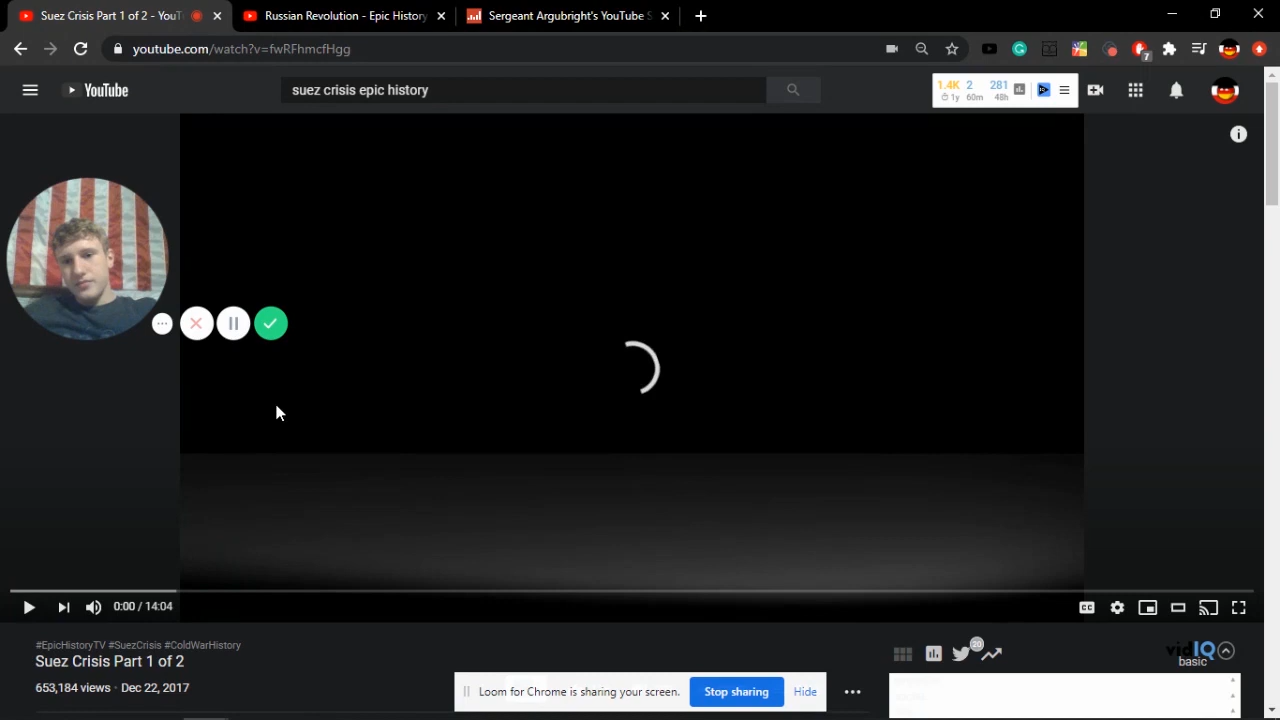 Suez Crisis Part 1 of 2 - YouT
Russian Revolution - Epic History
Sergeant Argubright's YouTube S
youtube.com/watch?v=fwRFhmcfHgg
7
YouTube
suez crisis epic history
1.4K 2 281
1y 60m 48h
0:00 / 14:04
#EpicHistoryTV #SuezCrisis #ColdWarHistory
Suez Crisis Part 1 of 2
653,184 views · Dec 22, 2017
20
vidIQ
basic
Loom for Chrome is sharing your screen.
Stop sharing
Hide